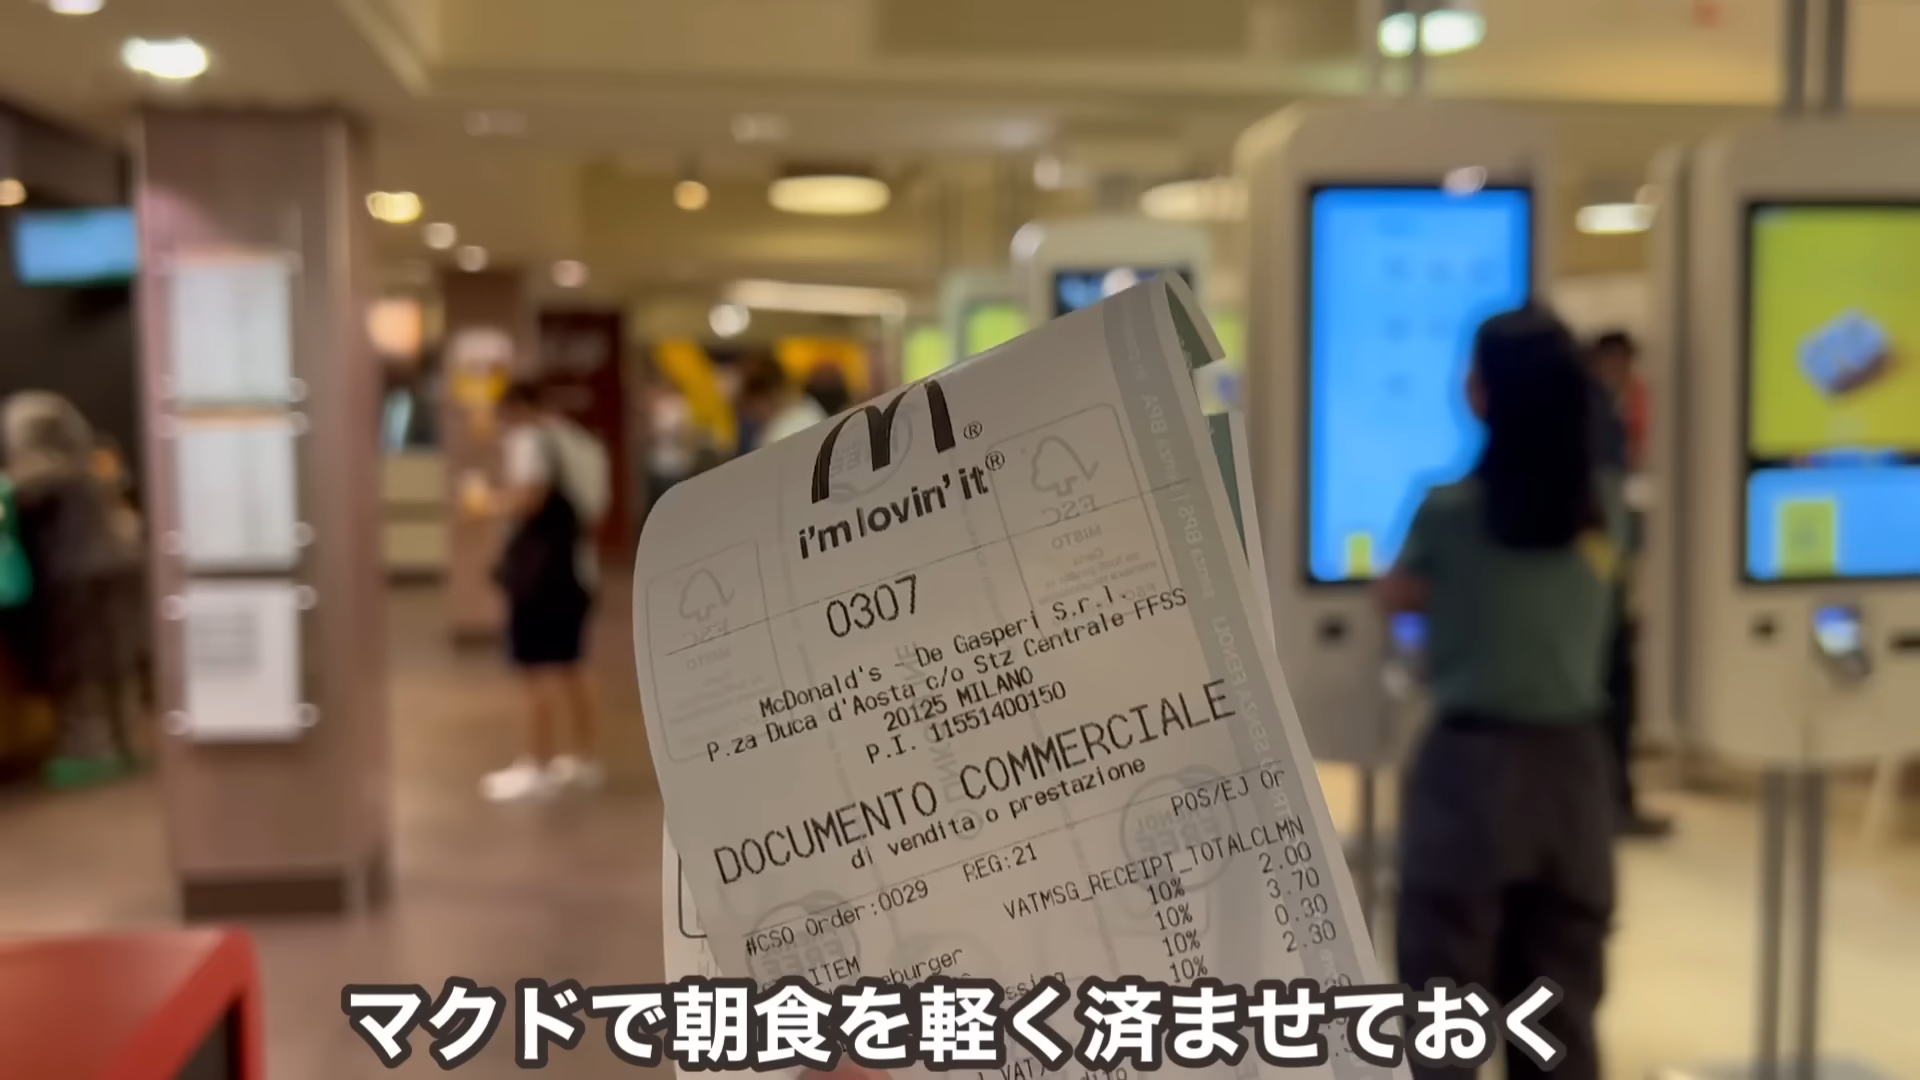 i'm lovin' it®
0307
McDonald's - De Gasperi S.r.l.
P.za Duca d'Aosta c/o Stz Centrale FFSS
20125 MILANO
P.I. 11551400150
DOCUMENTO COMMERCIALE
di vendita o prestazione
REG:21 POS/EJ Or
#CSO Order:0029
VATMSG_RECEIPT_TOTALCLMN
ITEM 10% 2.00
10% 3.70
10% 0.30
10% 2.30
マクドで朝食を軽く済ませておく